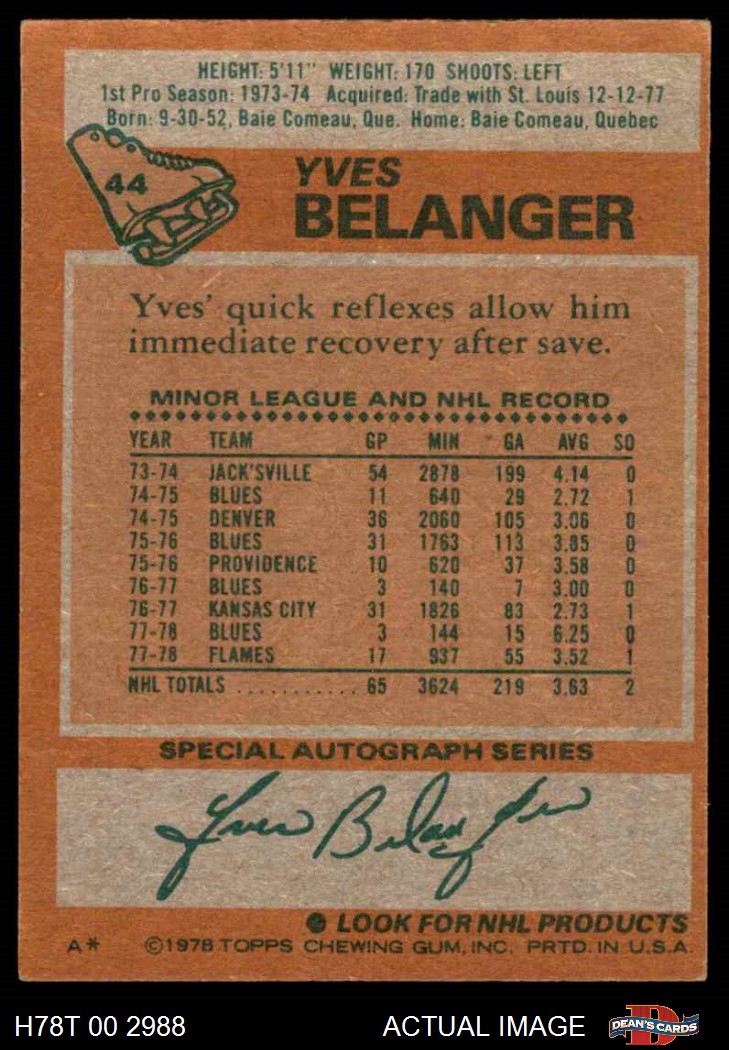 HEIGHT: 5'11" WEIGHT: 170 SHOOTS: LEFT
1st Pro Season: 1973-74 Acquired: Trade with St. Louis 12-12-77
Born: 9-30-52, Baie Comeau, Que. Home: Baie Comeau, Quebec
44
YVES
BELANGER
Yves' quick reflexes allow him
immediate recovery after save.
MINOR LEAGUE AND NHL RECORD
YEAR TEAM GP MIN GA AVG SO
73-74 JACK'SVILLE 54 2878 199 4.14 0
74-75 BLUES 11 640 29 2.72 1
74-75 DENVER 36 2060 105 3.06 0
75-76 BLUES 31 1763 113 3.85 0
75-76 PROVIDENCE 10 620 37 3.58 0
76-77 BLUES 3 140 7 3.00 0
76-77 KANSAS CITY 31 1826 83 2.73 1
77-78 BLUES 3 144 15 6.25 0
77-78 FLAMES 17 937 55 3.52 1
NHL TOTALS ........... 65 3624 219 3.63 2
SPECIAL AUTOGRAPH SERIES
Yves Belanger
● LOOK FOR NHL PRODUCTS
A* ©1978 TOPPS CHEWING GUM, INC. PRTD. IN U.S.A.
H78T 00 2988 ACTUAL IMAGE D DEAN'S CARDS